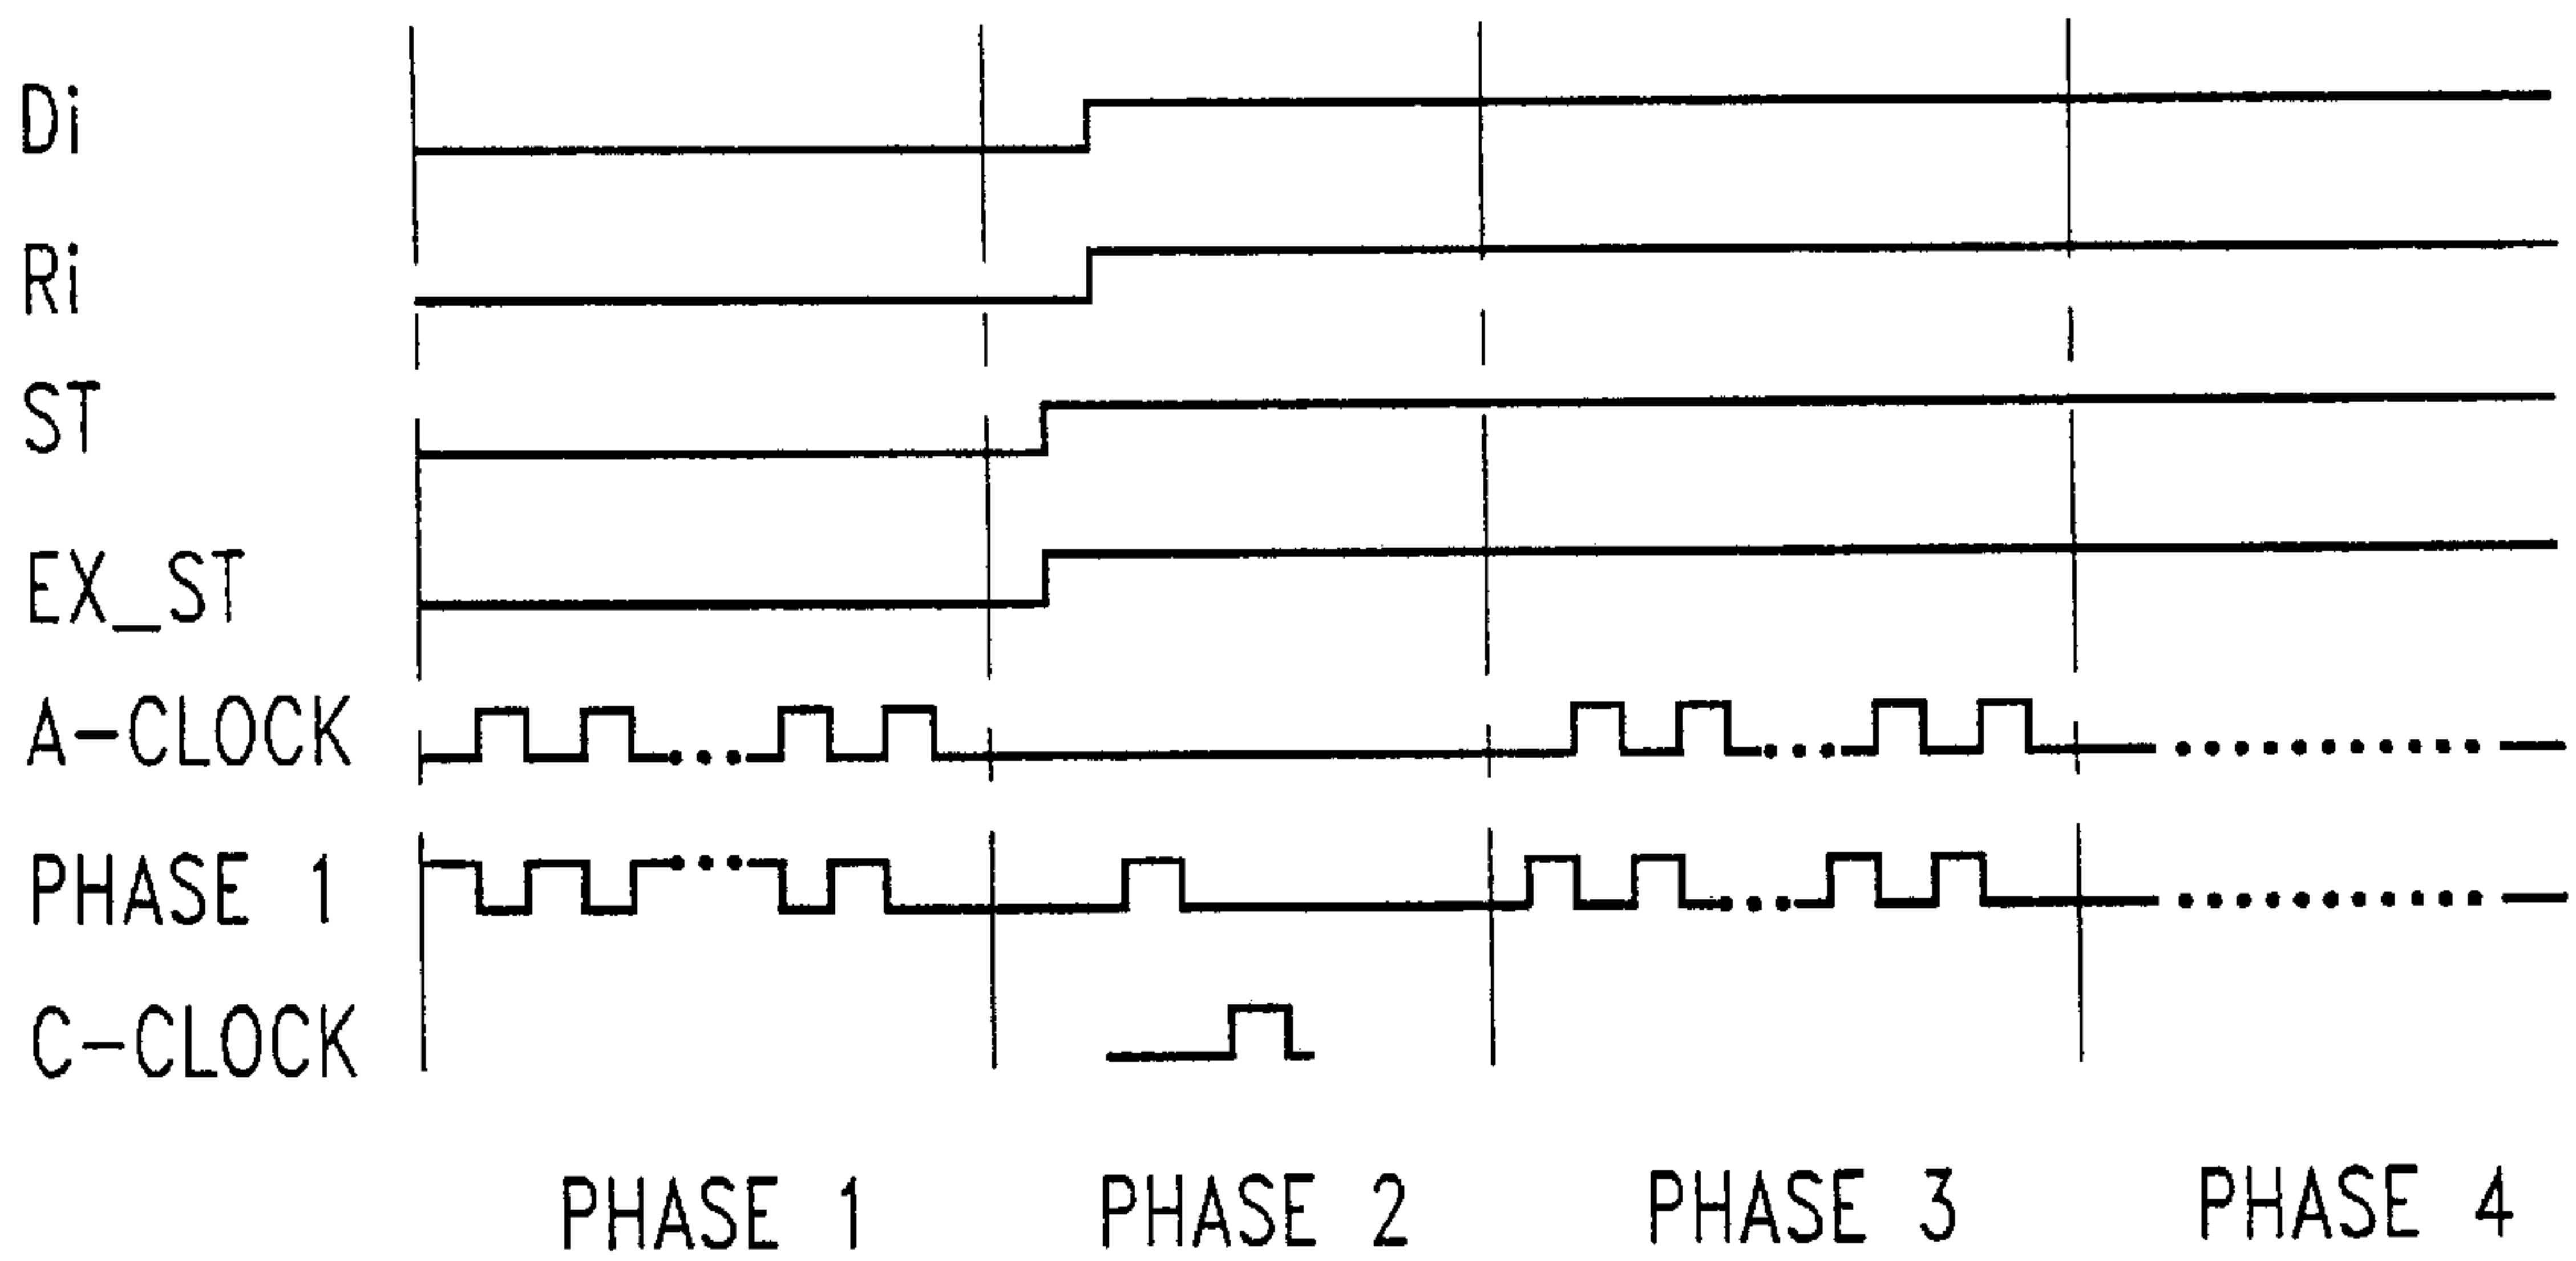 Di
Ri
ST
EX_ST
A-CLOCK
PHASE 1
C-CLOCK
PHASE 1 PHASE 2 PHASE 3 PHASE 4